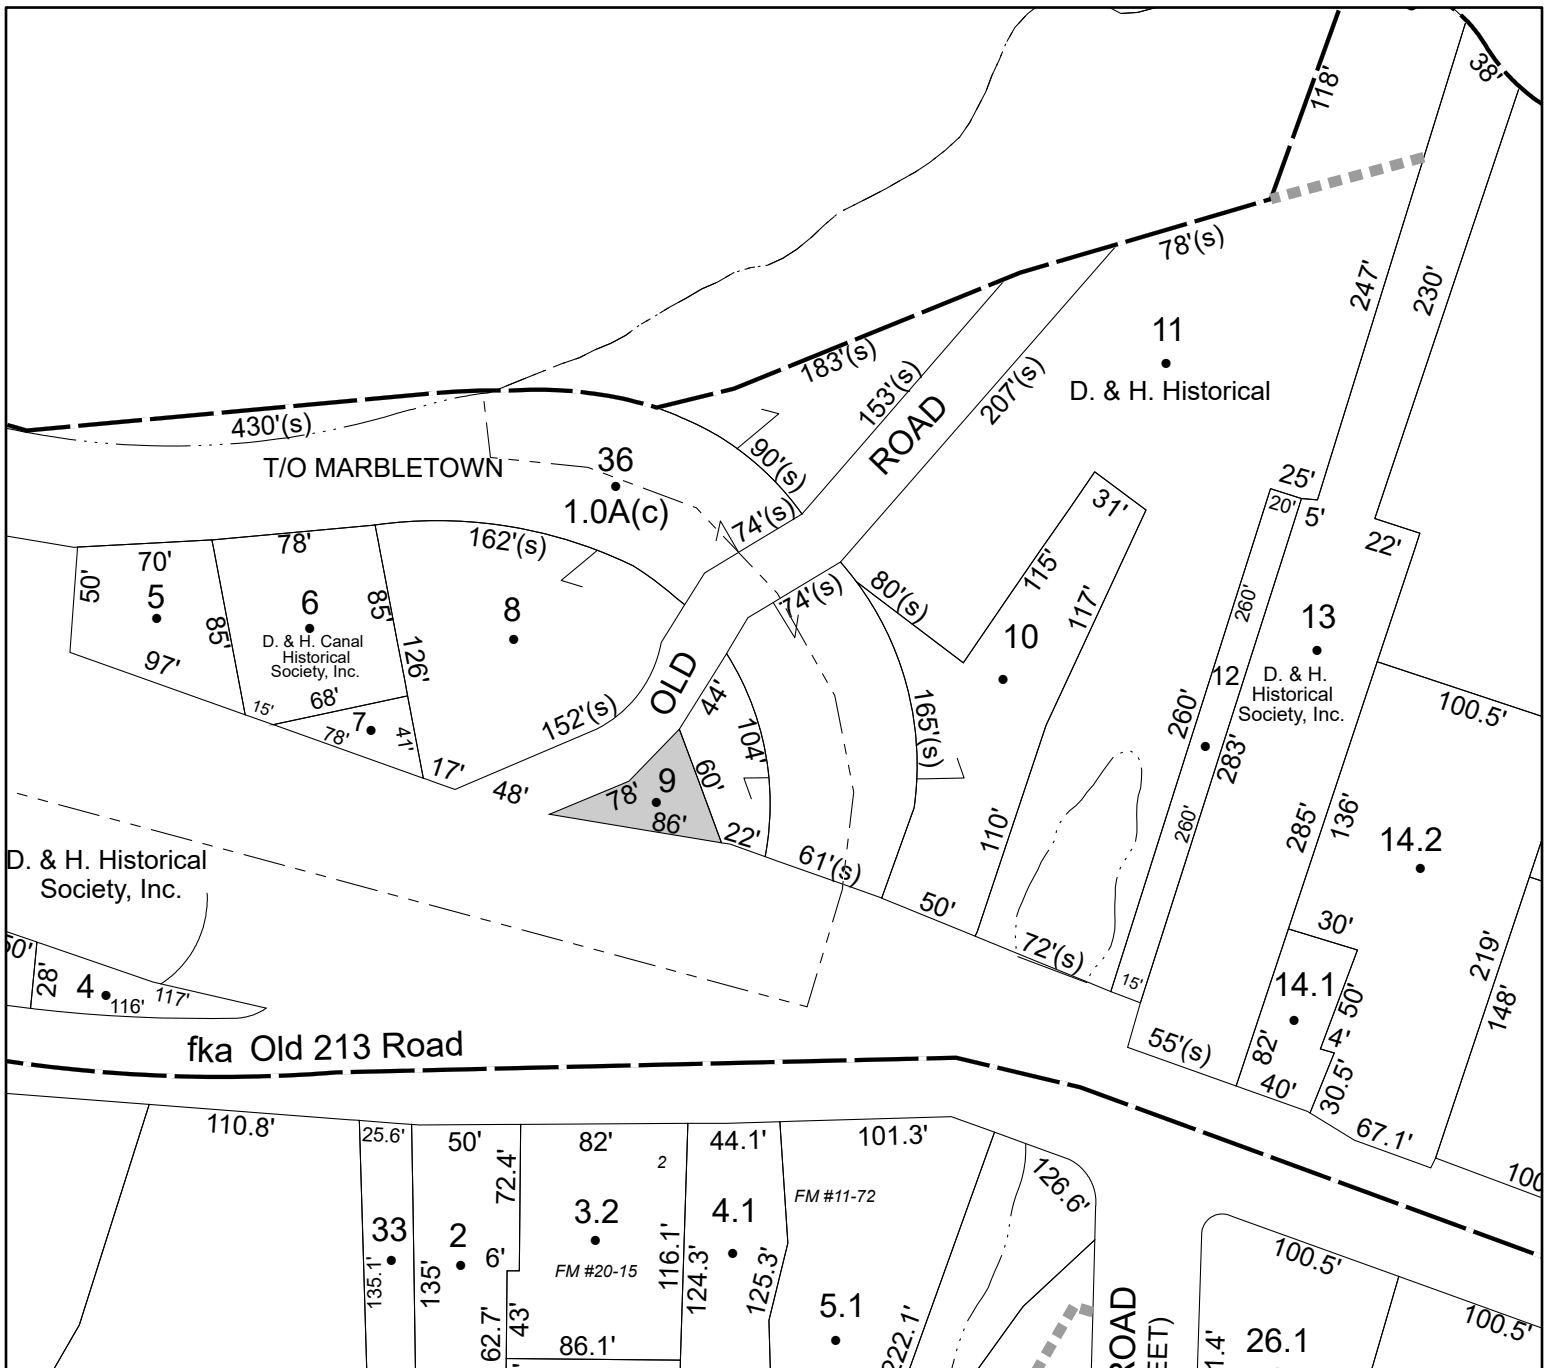 38'
118'
78'(s)
247'
230'
11
D. & H. Historical
183'(s)
153'(s)
207'(s)
ROAD
430'(s)
T/O MARBLETOWN
36
1.0A(c)
90'(s)
74'(s)
31'
25'
20'
5'
22'
162'(s)
70'
78'
50'
5
6
85'
85'
8
74'(s)
80'(s)
115'
117'
10
260'
13
D. & H. Canal
Historical
Society, Inc.
97'
126'
68'
15'
7
78'
41'
17'
152'(s)
OLD
44'
104'
165'(s)
12
D. & H.
Historical
Society, Inc.
100.5'
260'
283'
48'
78'
9
60'
86'
22'
61'(s)
110'
260'
285'
136'
14.2
D. & H. Historical
Society, Inc.
50'
30'
72'(s)
15'
219'
148'
28'
4
116'
117'
14.1
50'
4'
82'
55'(s)
40'
30.5'
67.1'
fka Old 213 Road
110.8'
25.6'
50'
72.4'
82'
2
44.1'
101.3'
FM #11-72
126.6'
100
33
2
6'
3.2
4.1
116.1'
FM #20-15
135.1'
135'
124.3'
125.3'
100.5'
62.7'
43'
86.1'
5.1
222.1'
ROAD
26.1
100.5'